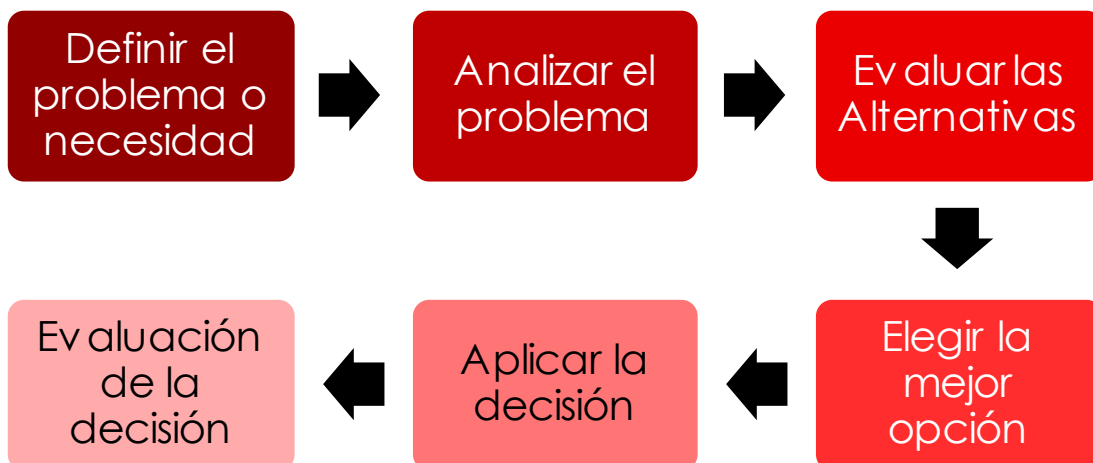 Definir el
problema o
necesidad
Analizar el
problema
Evaluar las
Alternativas
Elegir la
mejor
opción
Aplicar la
decisión
Evaluación
de la
decisión